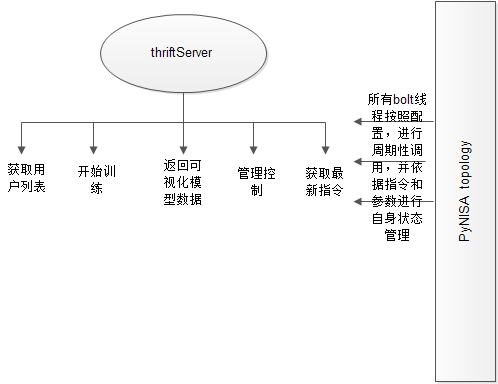 thriftServer
获取用
户列表
开始训
练
返回可
视化模
型数据
管理控
制
获取最
新指令
所有bolt线
程按照配
置，进行
周期性调
用，并依
据指令和
参数进行
自身状态
管理
PyNISA topology